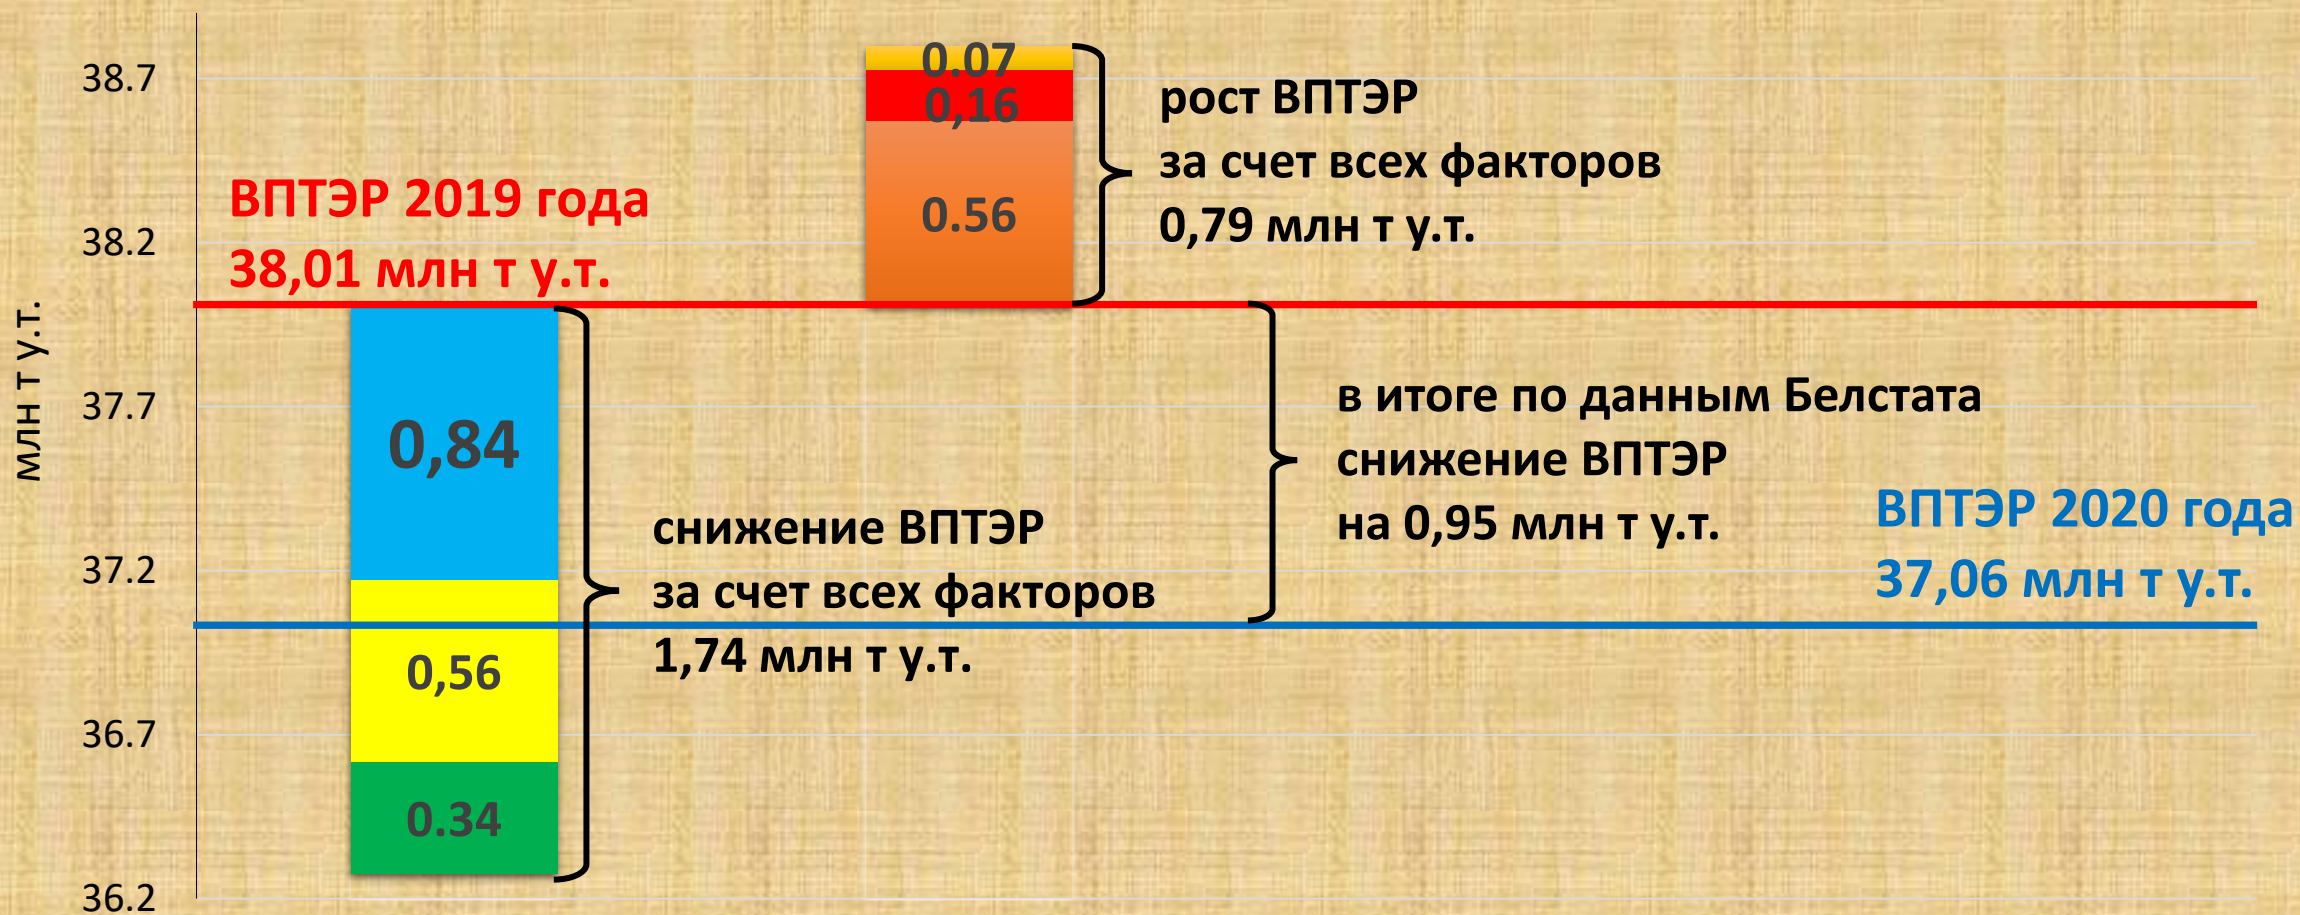 млн т у.т.
38.7
38.2
37.7
37.2
36.7
36.2
ВПТЭР 2019 года
38,01 млн т у.т.
0,84
0,56
0.34
0.07
0,16
0.56
рост ВПТЭР
за счет всех факторов
0,79 млн т у.т.
снижение ВПТЭР
за счет всех факторов
1,74 млн т у.т.
в итоге по данным Белстата
снижение ВПТЭР
на 0,95 млн т у.т.
ВПТЭР 2020 года
37,06 млн т у.т.